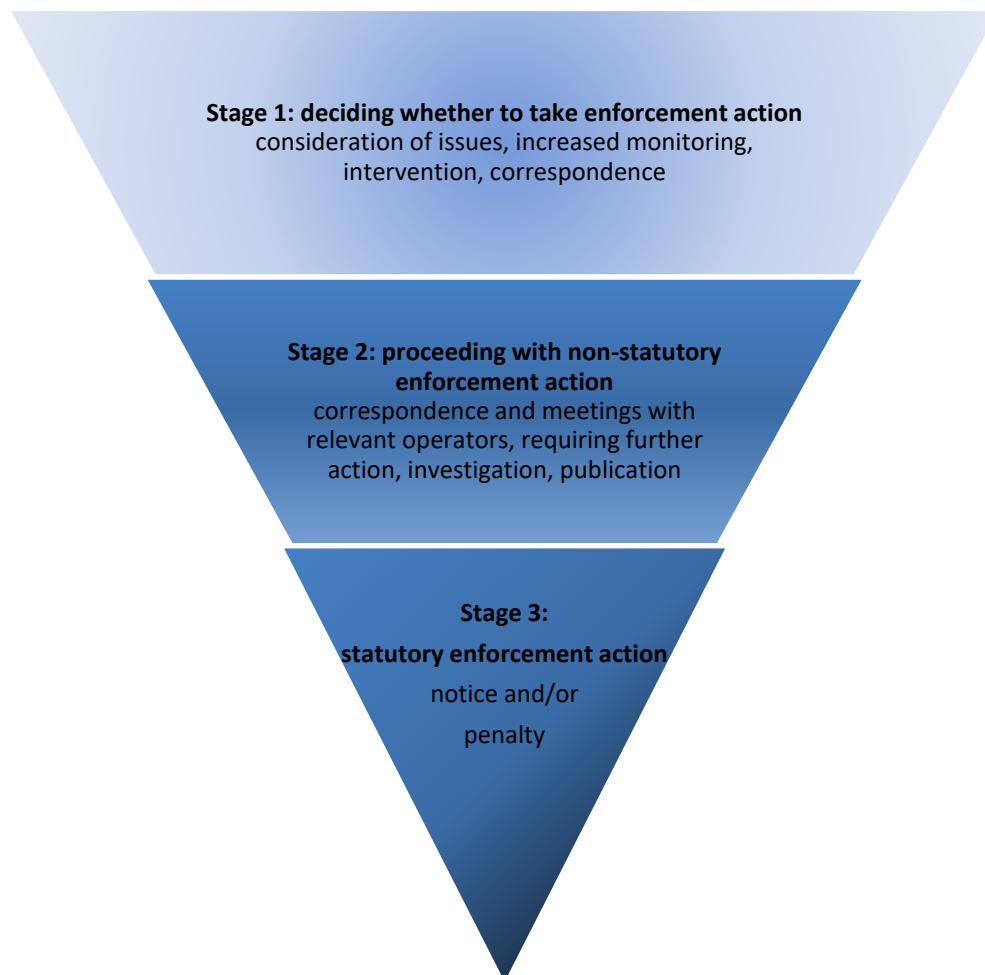 Stage 1: deciding whether to take enforcement action
consideration of issues, increased monitoring,
intervention, correspondence
Stage 2: proceeding with non-statutory
enforcement action
correspondence and meetings with
relevant operators, requiring further
action, investigation, publication
Stage 3:
statutory enforcement action
notice and/or
penalty